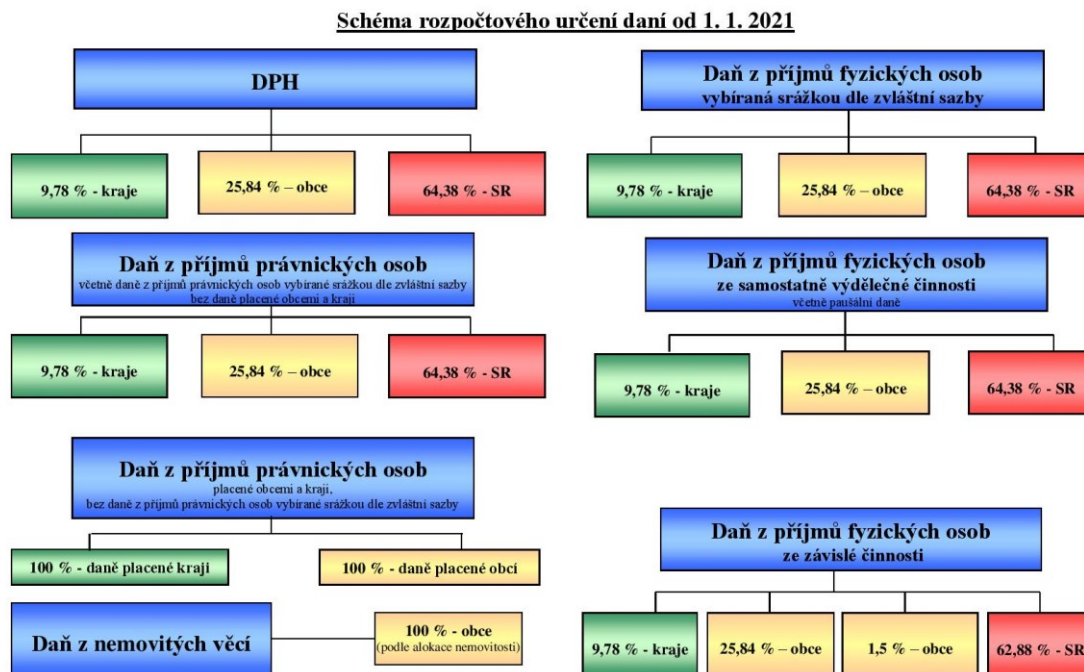 Schéma rozpočtového určení daní od 1. 1. 2021
DPH
9,78 % - kraje
25,84 % – obce
64,38 % - SR
Daň z příjmů fyzických osob
vybíraná srážkou dle zvláštní sazby
9,78 % - kraje
25,84 % – obce
64,38 % - SR
Daň z příjmů právnických osob
včetně daně z příjmů právnických osob vybírané srážkou dle zvláštní sazby
bez daně placené obcemi a kraji
9,78 % - kraje
25,84 % – obce
64,38 % - SR
Daň z příjmů fyzických osob
ze samostatně výdělečné činnosti
včetně paušální daně
9,78 % - kraje
25,84 % – obce
64,38 % - SR
Daň z příjmů právnických osob
placené obcemi a kraji,
bez daně z příjmů právnických osob vybírané srážkou dle zvláštní sazby
100 % - daně placené kraji
100 % - daně placené obcí
Daň z nemovitých věcí
100 % - obce
(podle alokace nemovitosti)
Daň z příjmů fyzických osob
ze závislé činnosti
9,78 % - kraje
25,84 % – obce
1,5 % – obce
62,88 % - SR